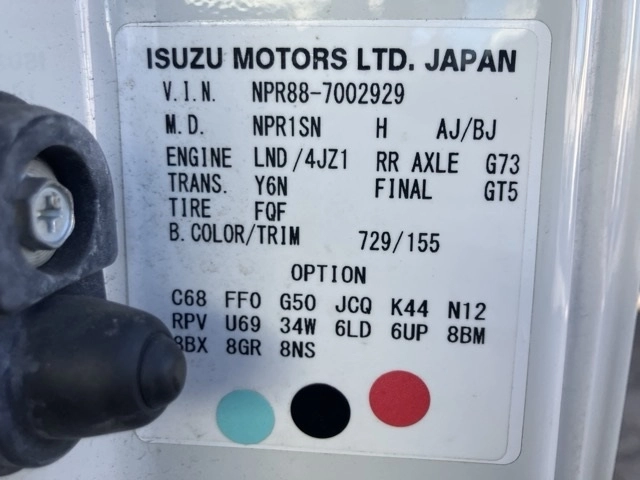 ISUZU MOTORS LTD. JAPAN
V.I.N. NPR88-7002929
M.D. NPR1SN H AJ/BJ
ENGINE LND/4JZ1 RR AXLE G73
TRANS. Y6N FINAL GT5
TIRE FQF
B.COLOR/TRIM 729/155
OPTION
C68 FF0 G50 JCQ K44 N12
RPV U69 34W 6LD 6UP 8BM
8BX 8GR 8NS